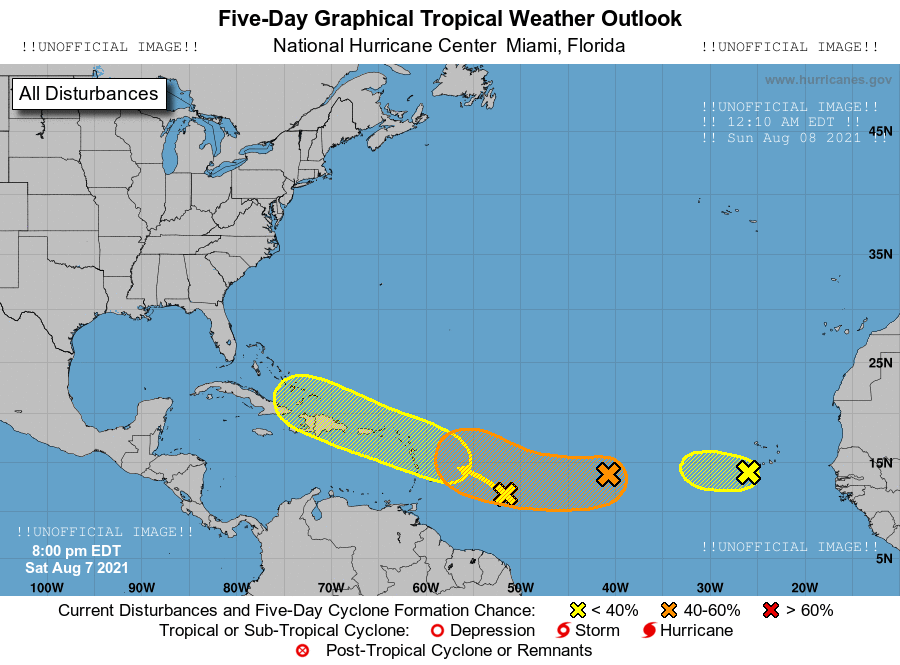 Five-Day Graphical Tropical Weather Outlook
!!UNOFFICIAL IMAGE!!
National Hurricane Center  Miami, Florida
!!UNOFFICIAL IMAGE!!
www.hurricanes.gov
All Disturbances
!!UNOFFICIAL IMAGE!!
!! 12:10 AM EDT !!
!! Sun Aug 08 2021 !!
45N
35N
25N
15N
!!UNOFFICIAL IMAGE!!
8:00 pm EDT
Sat Aug 7 2021
!!UNOFFICIAL IMAGE!!
5N
100W 90W 80W 70W 60W 50W 40W 30W 20W
Current Disturbances and Five-Day Cyclone Formation Chance: < 40% 40-60% > 60%
Tropical or Sub-Tropical Cyclone: Depression Storm Hurricane
Post-Tropical Cyclone or Remnants